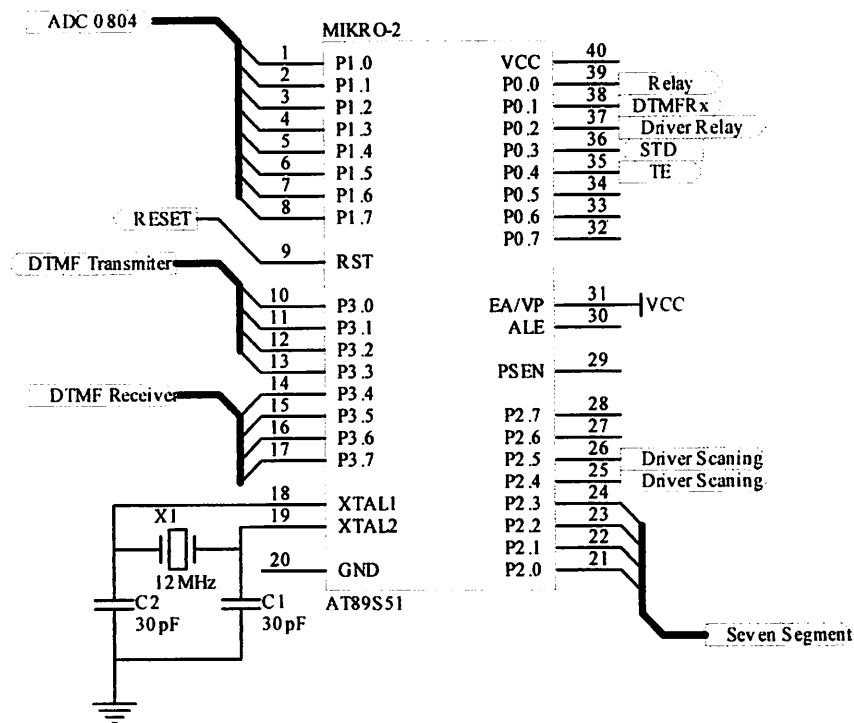 ADC 0804
MIKRO-2
1 P1.0
2 P1.1
3 P1.2
4 P1.3
5 P1.4
6 P1.5
7 P1.6
8 P1.7
RESET
9 RST
DTMF Transmiter
10 P3.0
11 P3.1
12 P3.2
13 P3.3
DTMF Receiver
14 P3.4
15 P3.5
16 P3.6
17 P3.7
18 XTAL1
19 XTAL2
X1
12 MHz
20 GND
C2
30 pF
C1
30 pF
AT89S51
VCC 40
P0.0 39 Relay
P0.1 38 DTMFRx
P0.2 37 Driver Relay
P0.3 36 STD
P0.4 35 TE
P0.5 34
P0.6 33
P0.7 32
EA/VP 31 VCC
ALE 30
PSEN 29
P2.7 28
P2.6 27
P2.5 26 Driver Scaning
P2.4 25 Driver Scaning
P2.3 24
P2.2 23
P2.1 22
P2.0 21
Seven Segment